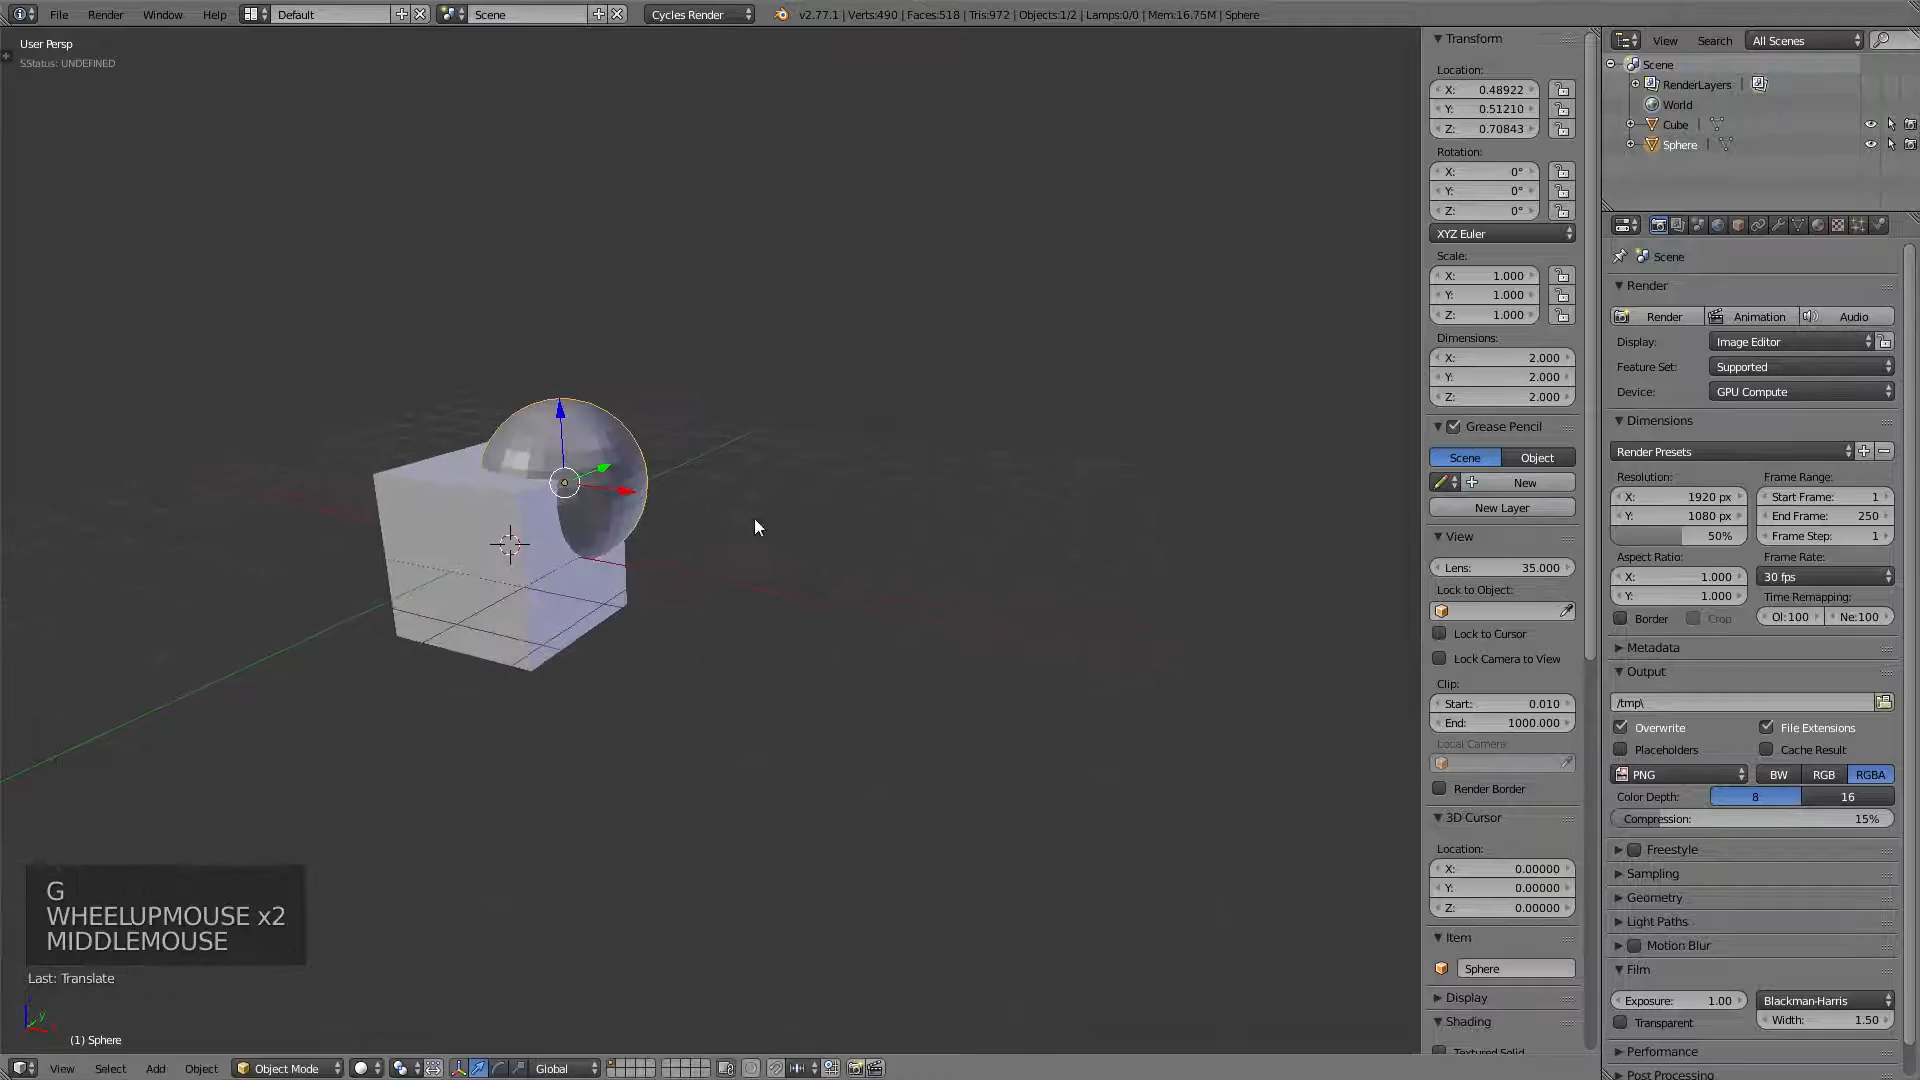 File Render Window Help Default Scene Cycles Render v2.77.1 | Verts:490 | Faces:518 | Tris:972 | Objects:1/2 | Lamps:0/0 | Mem:16.75M | Sphere
User Persp
SStatus: UNDEFINED
G
WHEELUPMOUSE x2
MIDDLEMOUSE
Last: Translate
(1) Sphere
View Select Add Object Object Mode Global
Transform
Location:
X: 0.48922
Y: 0.51210
Z: 0.70843
Rotation:
X: 0°
Y: 0°
Z: 0°
XYZ Euler
Scale:
X: 1.000
Y: 1.000
Z: 1.000
Dimensions:
X: 2.000
Y: 2.000
Z: 2.000
Grease Pencil
Scene Object
New
New Layer
View
Lens: 35.000
Lock to Object:
Lock to Cursor
Lock Camera to View
Clip:
Start: 0.010
End: 1000.000
Local Camera:
Render Border
3D Cursor
Location:
X: 0.00000
Y: 0.00000
Z: 0.00000
Item
Sphere
Display
Shading
Textured Solid
View Search All Scenes
Scene
RenderLayers
World
Cube
Sphere
Scene
Render
Render Animation Audio
Display: Image Editor
Feature Set: Supported
Device: GPU Compute
Dimensions
Render Presets
Resolution: Frame Range:
X: 1920 px Start Frame: 1
Y: 1080 px End Frame: 250
50% Frame Step: 1
Aspect Ratio: Frame Rate:
X: 1.000 30 fps
Y: 1.000 Time Remapping:
Border Crop Ol:100 Ne:100
Metadata
Output
/tmp\
Overwrite File Extensions
Placeholders Cache Result
PNG BW RGB RGBA
Color Depth: 8 16
Compression: 15%
Freestyle
Sampling
Geometry
Light Paths
Motion Blur
Film
Exposure: 1.00 Blackman-Harris
Transparent Width: 1.50
Performance
Post Processing